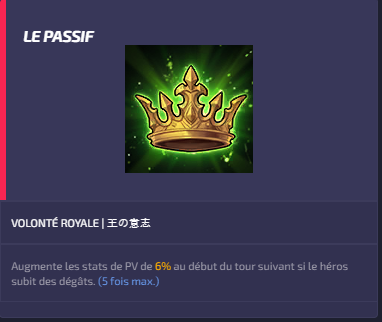 LE PASSIF
VOLONTÉ ROYALE | 王の意志
Augmente les stats de PV de 6% au début du tour suivant si le héros
subit des dégâts. (5 fois max.)